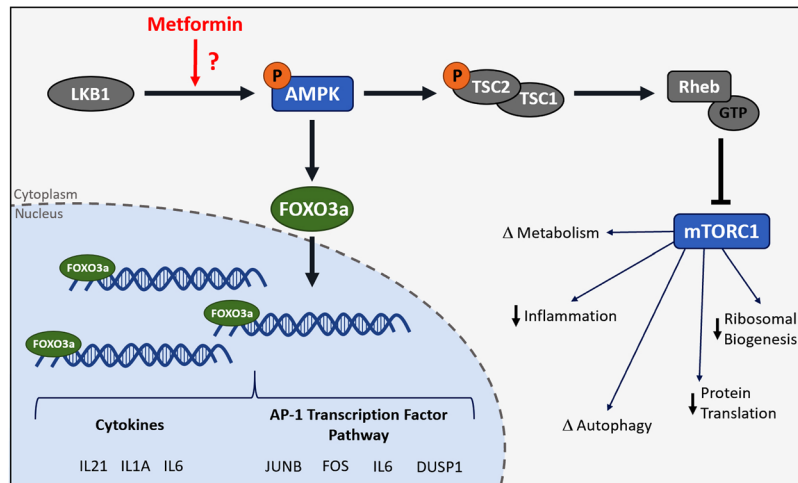 Metformin
?
LKB1
P
AMPK
P
TSC2
TSC1
Rheb
GTP
FOXO3a
Cytoplasm
Nucleus
mTORC1
Δ Metabolism
Inflammation
Ribosomal
Biogenesis
Protein
Translation
Δ Autophagy
FOXO3a
FOXO3a
FOXO3a
Cytokines
AP-1 Transcription Factor
Pathway
IL21 IL1A IL6
JUNB FOS IL6 DUSP1